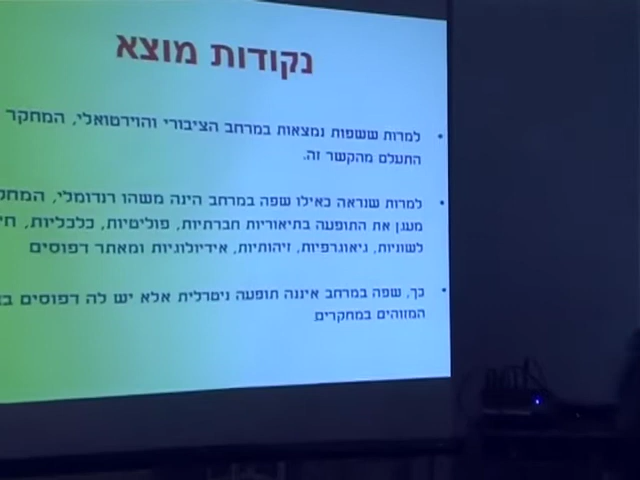 נקודות מוצא
• למרות ששפות נמצאות במרחב הציבורי והוירטואלי, המחקר
התעלם מהקשר זה.
• למרות שנראה כאילו שפה במרחב הינה משהו רנדומלי,
מעגן את התופעה בתיאוריות חברתיות, פוליטיות, כלכליות,
לשוניות, גיאוגרפיות, זיהותיות, אידיולוגיות ומאתר דפוסים
• כך, שפה במרחב איננה תופעה ניטרלית אלא יש לה דפוסים
המזוהים במחקרים.